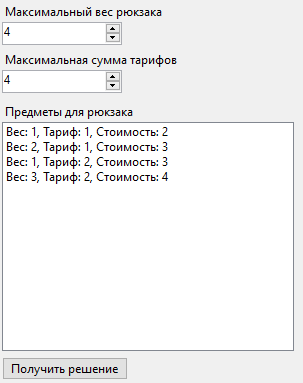 Максимальный вес рюкзака
4
Максимальная сумма тарифов
4
Предметы для рюкзака
Вес: 1, Тариф: 1, Стоимость: 2
Вес: 2, Тариф: 1, Стоимость: 3
Вес: 1, Тариф: 2, Стоимость: 3
Вес: 3, Тариф: 2, Стоимость: 4
Получить решение